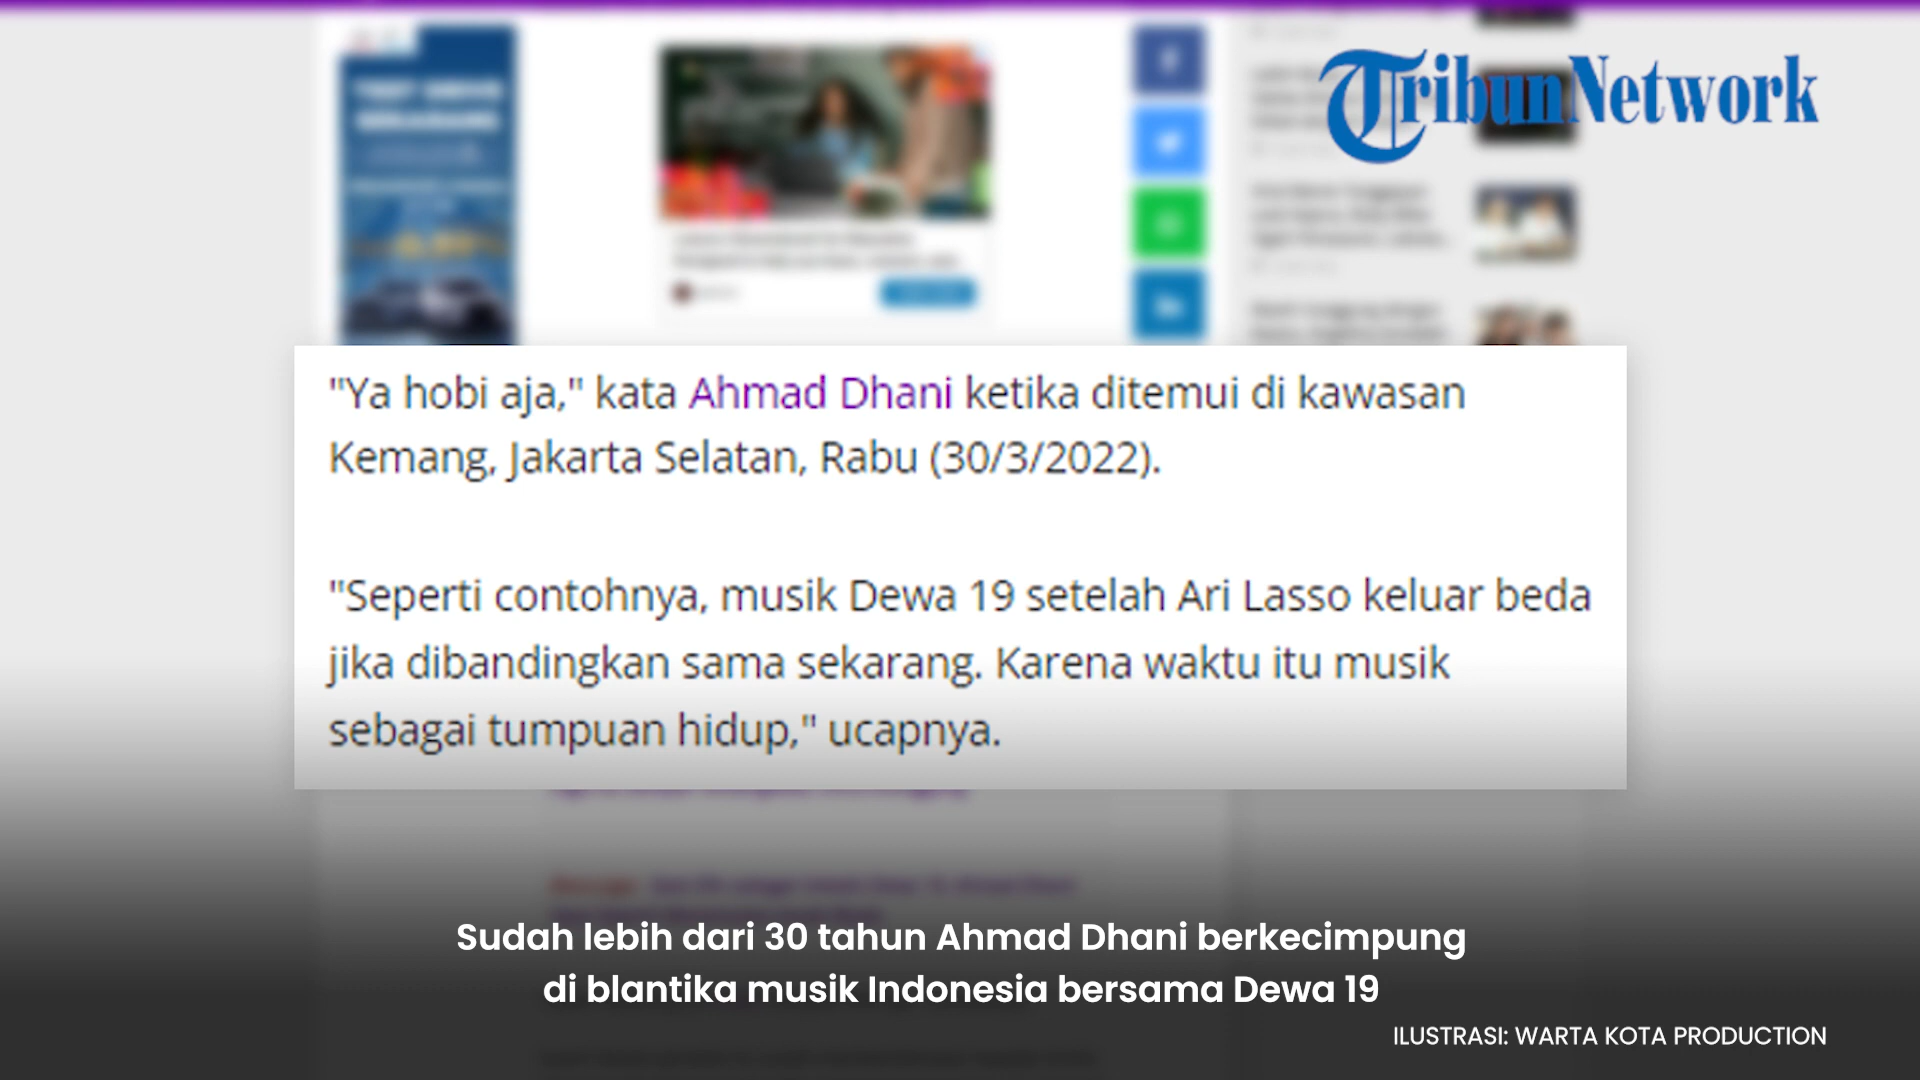 TribunNetwork
"Ya hobi aja," kata Ahmad Dhani ketika ditemui di kawasan
Kemang, Jakarta Selatan, Rabu (30/3/2022).
"Seperti contohnya, musik Dewa 19 setelah Ari Lasso keluar beda
jika dibandingkan sama sekarang. Karena waktu itu musik
sebagai tumpuan hidup," ucapnya.
Sudah lebih dari 30 tahun Ahmad Dhani berkecimpung
di blantika musik Indonesia bersama Dewa 19
ILUSTRASI: WARTA KOTA PRODUCTION